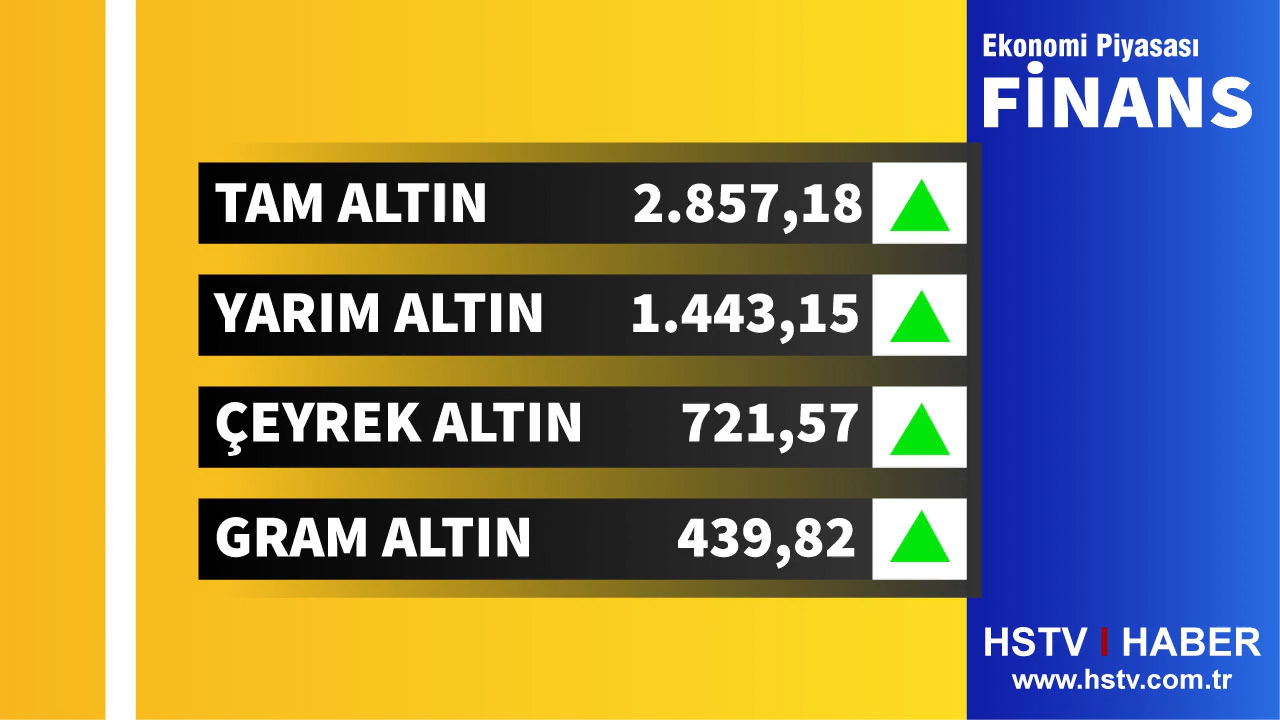 Ekonomi Piyasası
FİNANS
TAM ALTIN 2.857,18
YARIM ALTIN 1.443,15
ÇEYREK ALTIN 721,57
GRAM ALTIN 439,82
HSTV I HABER
www.hstv.com.tr